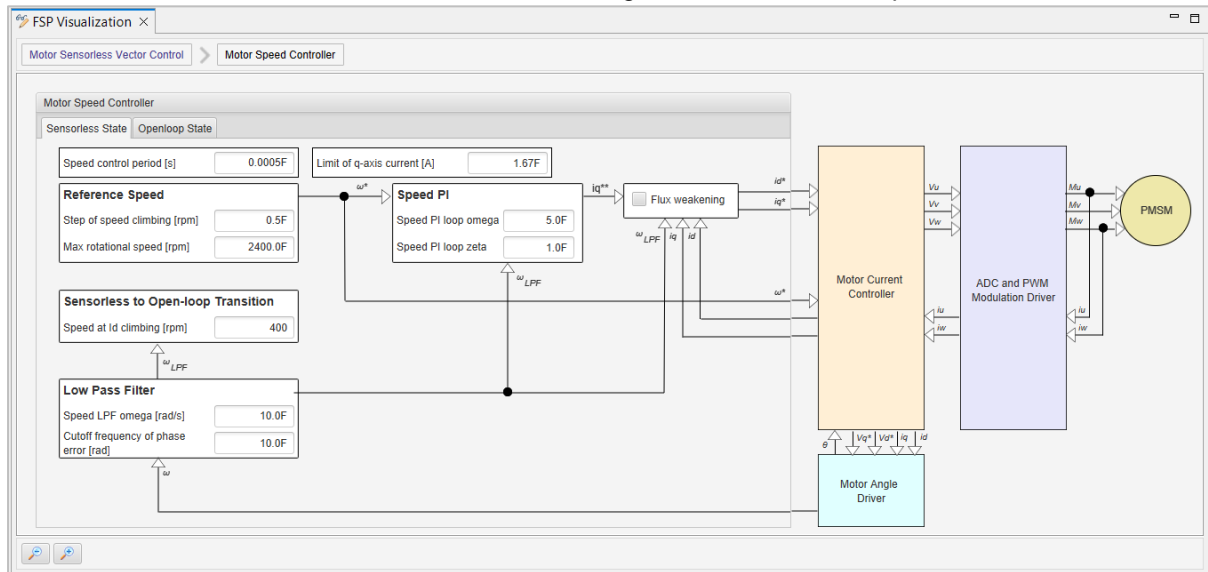 FSP Visualization
Motor Sensorless Vector Control
Motor Speed Controller
Motor Speed Controller
Sensorless State
Openloop State
Speed control period [s] 0.0005F
Limit of q-axis current [A] 1.67F
Reference Speed
Step of speed climbing [rpm] 0.5F
Max rotational speed [rpm] 2400.0F
ω*
Speed PI
Speed PI loop omega 5.0F
Speed PI loop zeta 1.0F
iq**
Flux weakening
id*
iq*
ω LPF
iq
id
ω LPF
ω*
Sensorless to Open-loop Transition
Speed at Id climbing [rpm] 400
ω LPF
Low Pass Filter
Speed LPF omega [rad/s] 10.0F
Cutoff frequency of phase
error [rad] 10.0F
ω
Motor Current
Controller
Vu
Vv
Vw
iu
iw
ADC and PWM
Modulation Driver
Mu
Mv
Mw
iu
iw
PMSM
θ
Vq*
Vd*
iq
id
Motor Angle
Driver